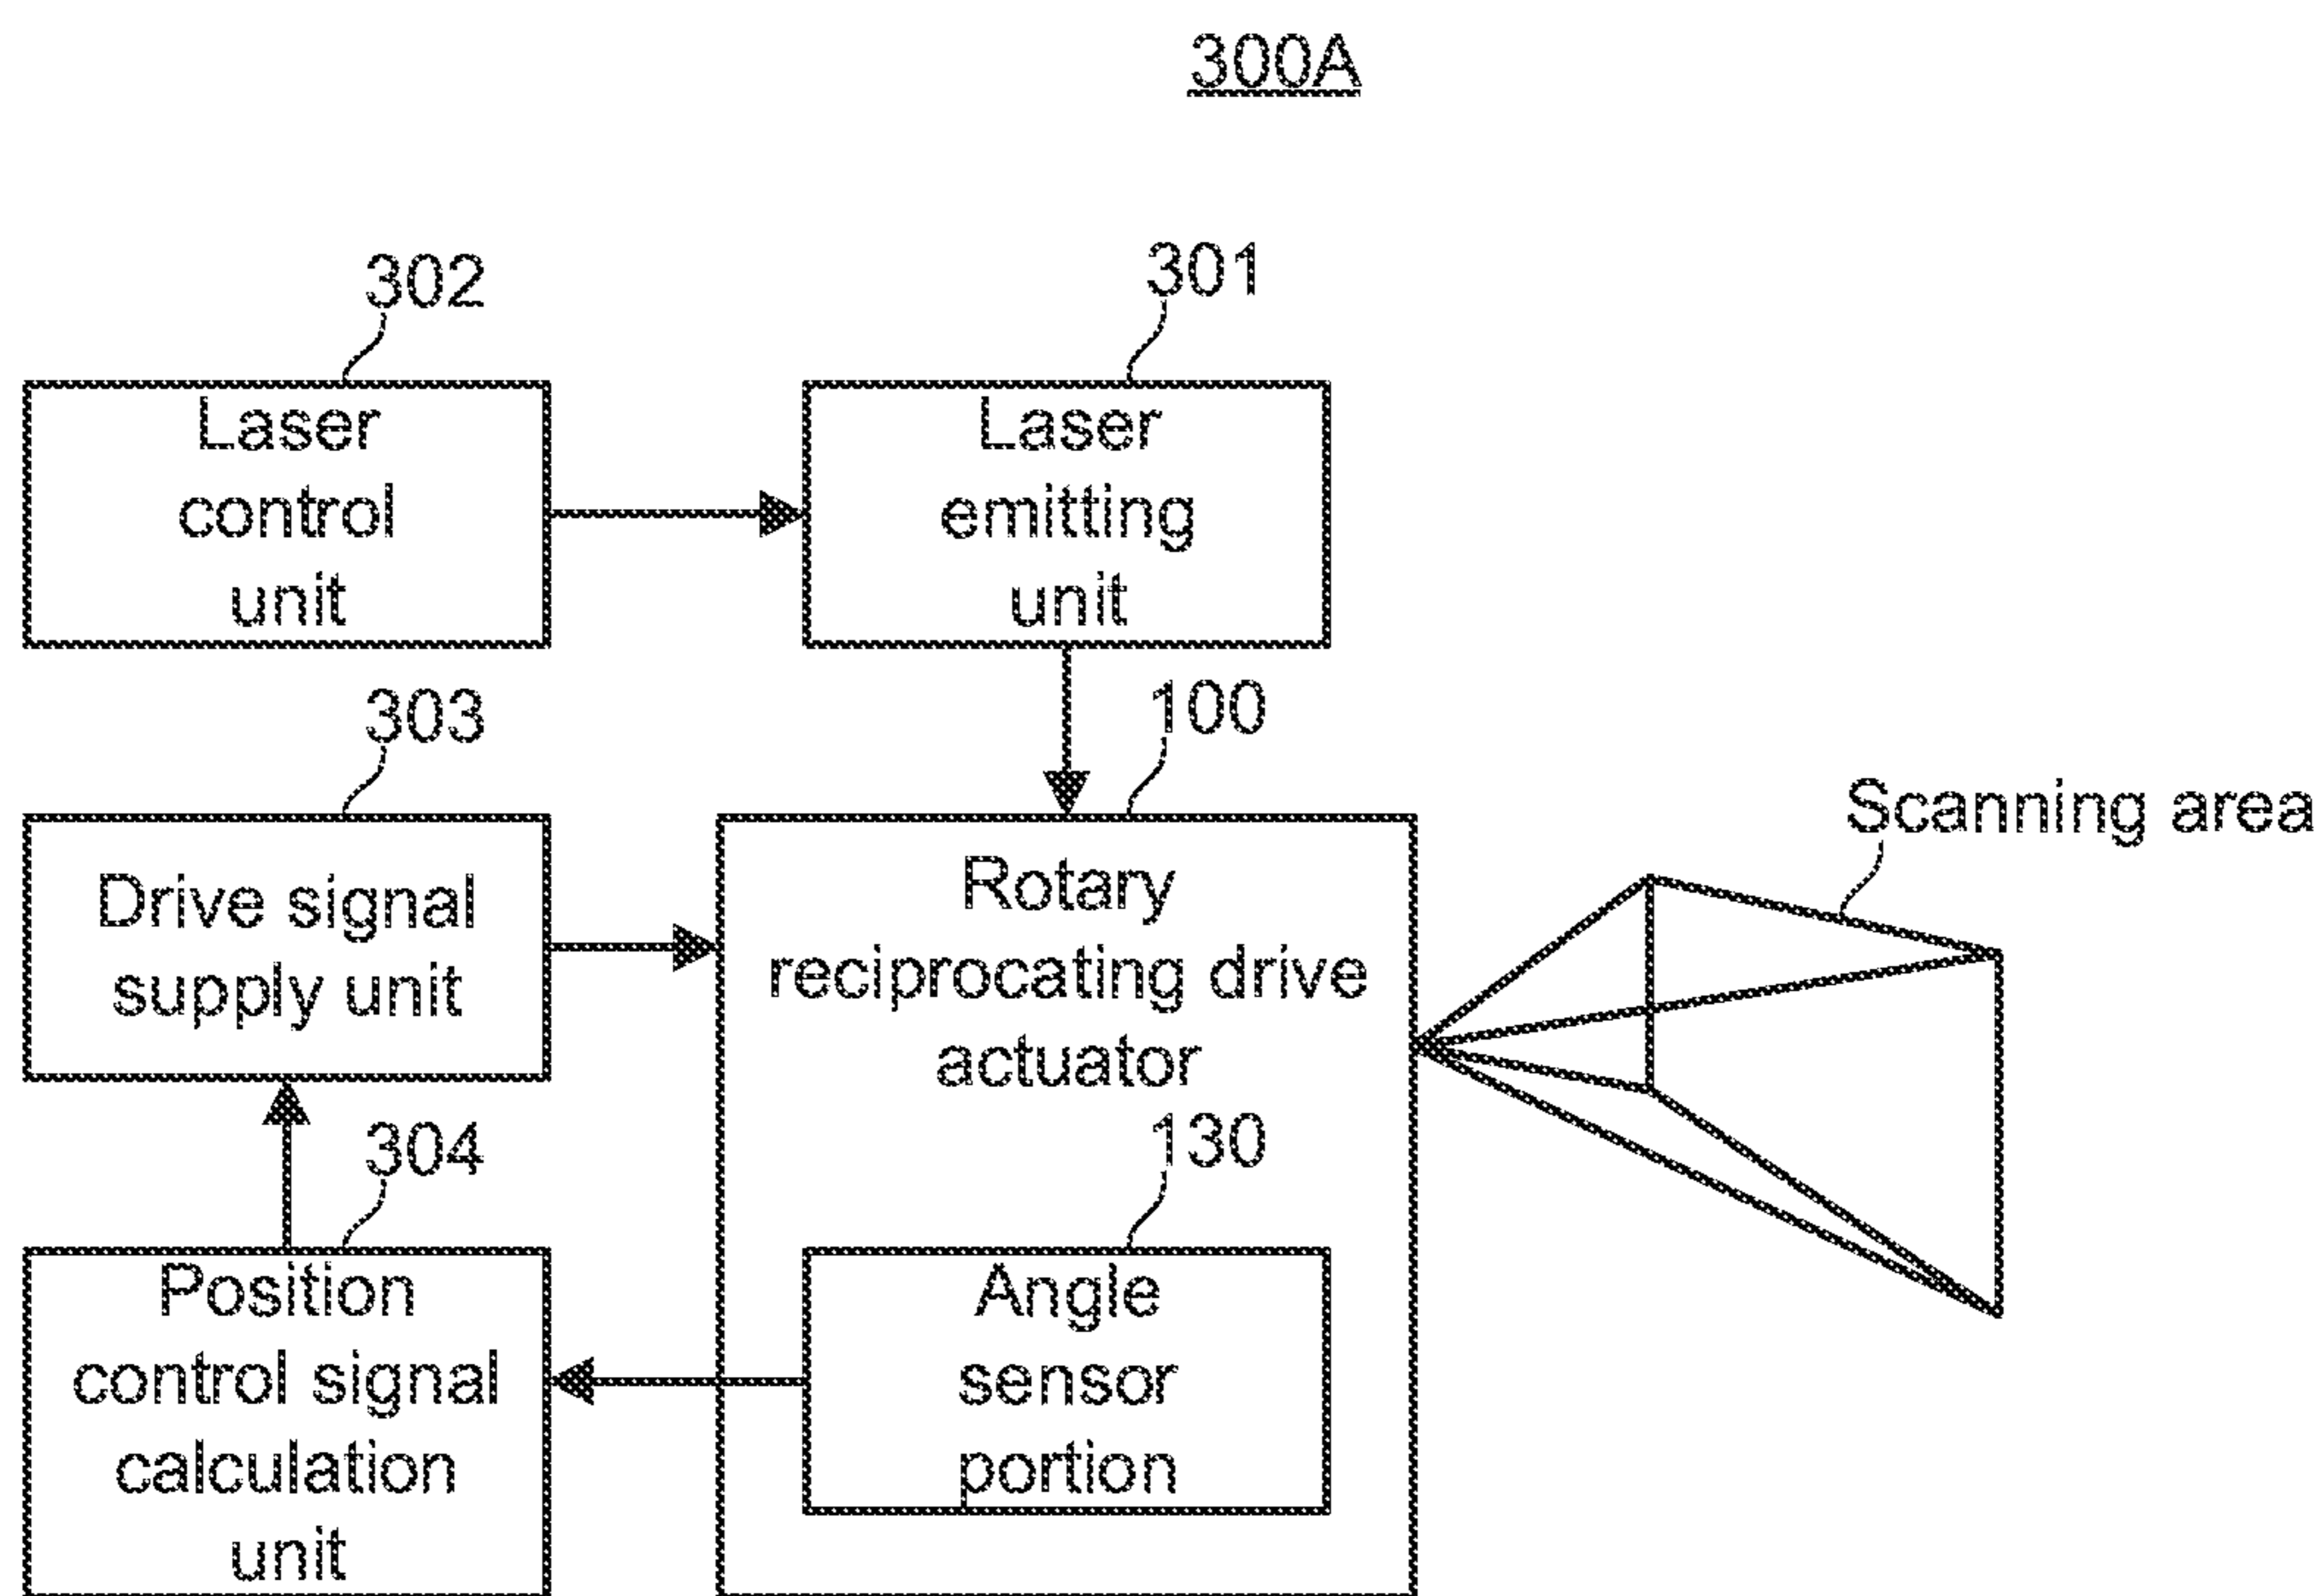 300A
302
301
Laser
control
unit
Laser
emitting
unit
303
100
Scanning area
Drive signal
supply unit
Rotary
reciprocating drive
actuator
304
130
Position
control signal
calculation
unit
Angle
sensor
portion